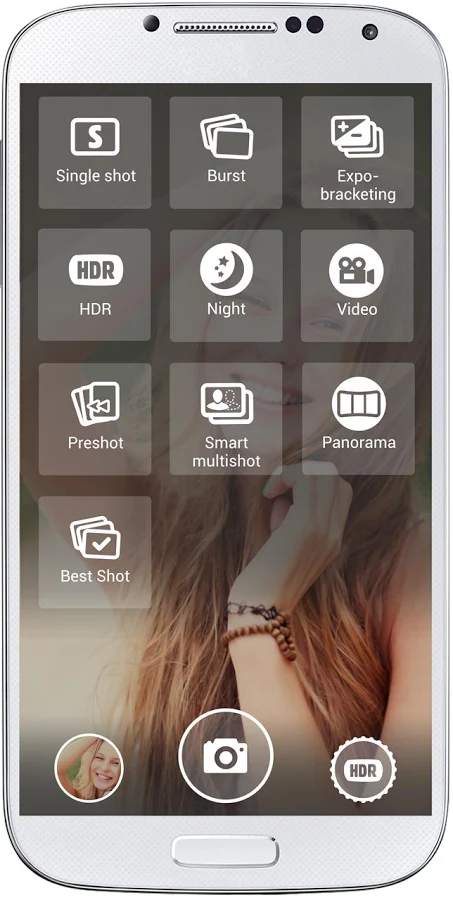 S
Single shot
Burst
Expo-
bracketing
HDR
HDR
Night
Video
Preshot
Smart
multishot
Panorama
Best Shot
HDR